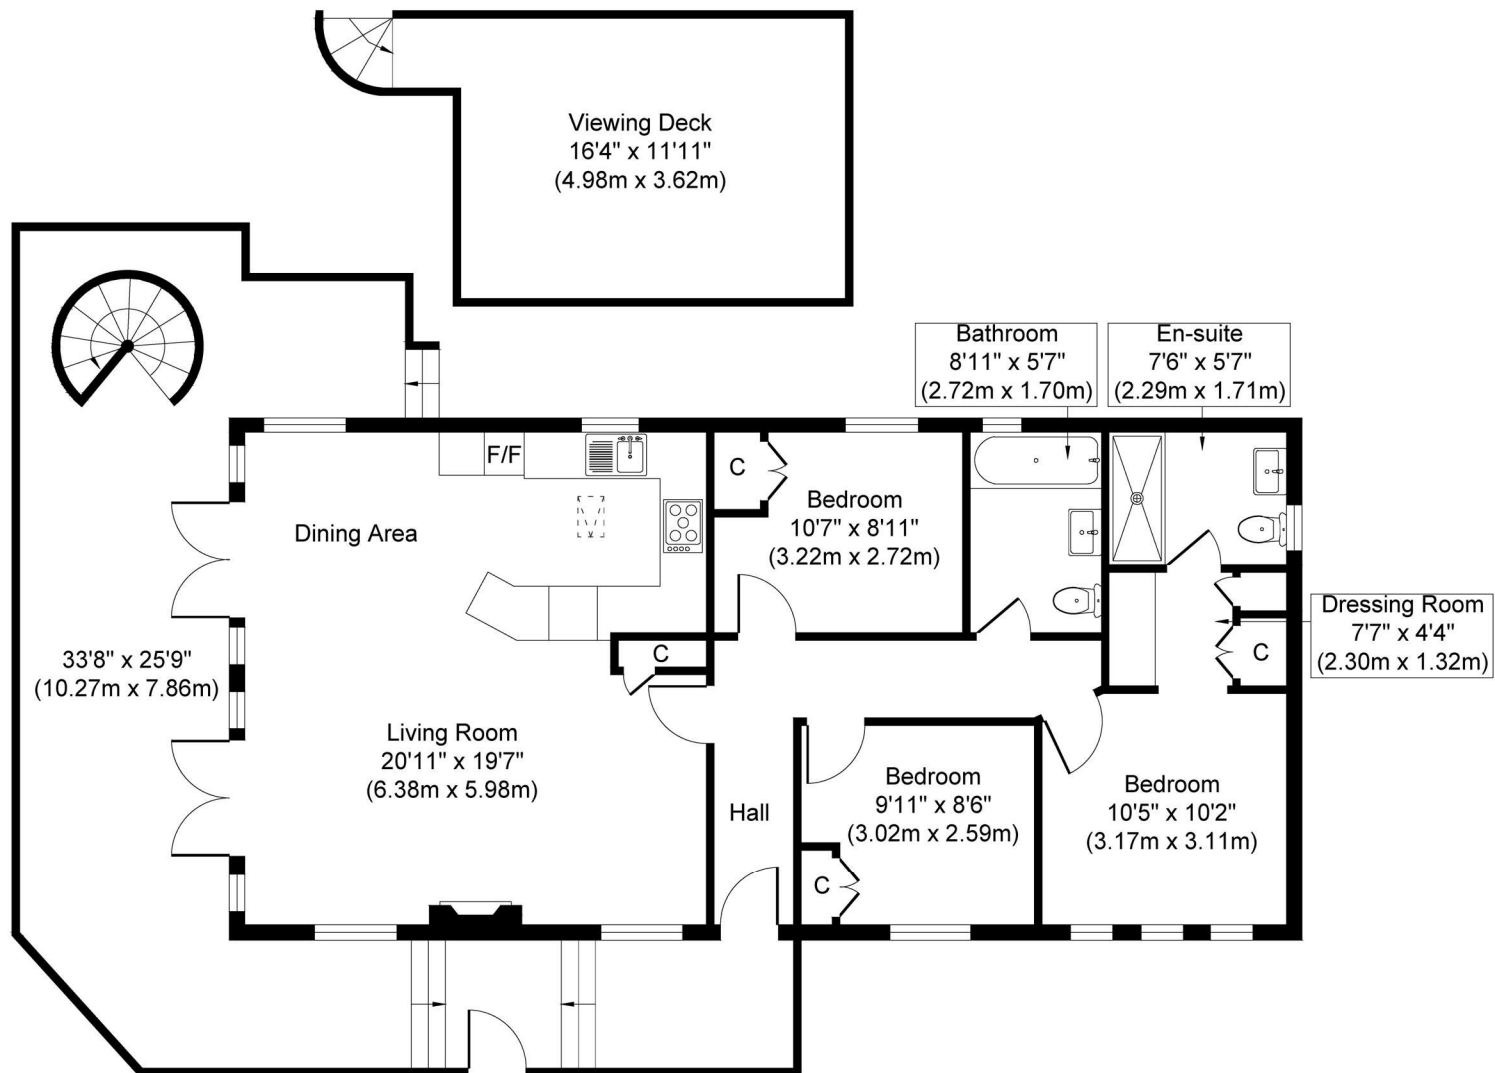 Viewing Deck
16'4" x 11'11"
(4.98m x 3.62m)
Bathroom
8'11" x 5'7"
(2.72m x 1.70m)
En-suite
7'6" x 5'7"
(2.29m x 1.71m)
F/F
C
Bedroom
10'7" x 8'11"
(3.22m x 2.72m)
Dining Area
Dressing Room
7'7" x 4'4"
(2.30m x 1.32m)
C
C
33'8" x 25'9"
(10.27m x 7.86m)
Living Room
20'11" x 19'7"
(6.38m x 5.98m)
Hall
Bedroom
9'11" x 8'6"
(3.02m x 2.59m)
C
Bedroom
10'5" x 10'2"
(3.17m x 3.11m)